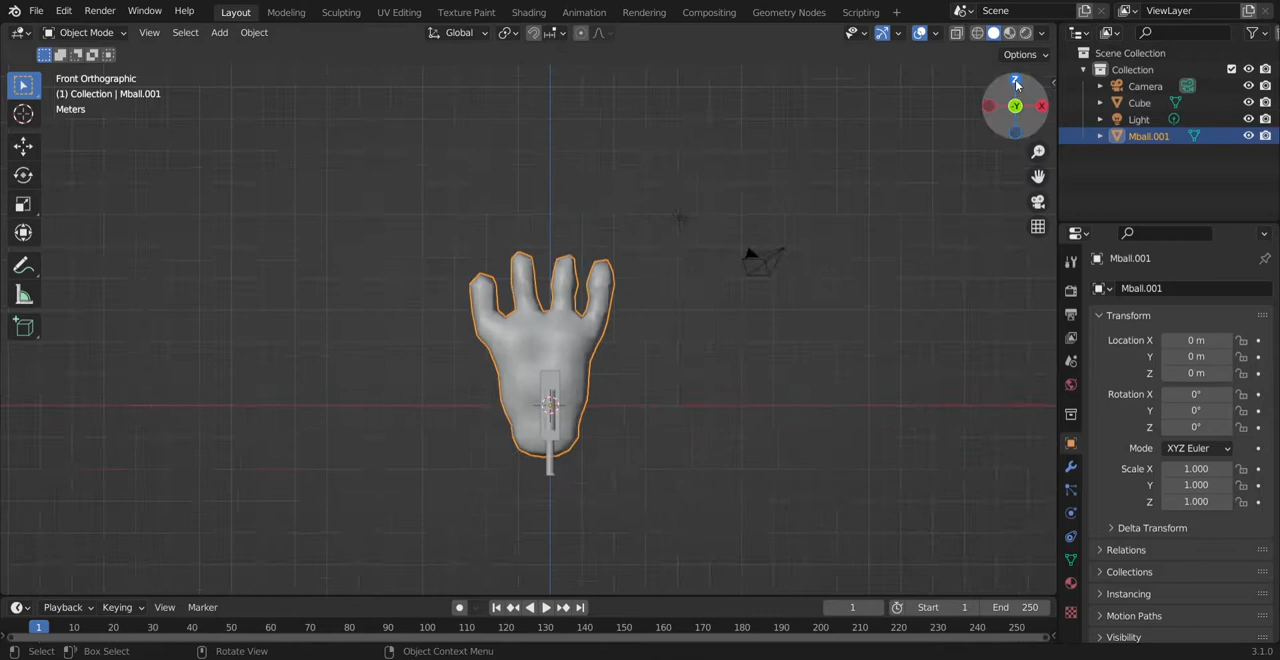 File Edit Render Window Help
Layout Modeling Sculpting UV Editing Texture Paint Shading Animation Rendering Compositing Geometry Nodes Scripting +
Scene
ViewLayer
Object Mode View Select Add Object
Global
Options
Front Orthographic
(1) Collection | Mball.001
Meters
Z
X
-Y
Scene Collection
Collection
Camera
Cube
Light
Mball.001
Mball.001
Mball.001
Transform
Location X 0 m
Y 0 m
Z 0 m
Rotation X 0°
Y 0°
Z 0°
Mode XYZ Euler
Scale X 1.000
Y 1.000
Z 1.000
Delta Transform
Relations
Collections
Instancing
Motion Paths
Visibility
Playback Keying View Marker
1 Start 1 End 250
1 10 20 30 40 50 60 70 80 90 100 110 120 130 140 150 160 170 180 190 200 210 220 230 240 250
Select Box Select Rotate View Object Context Menu 3.1.0